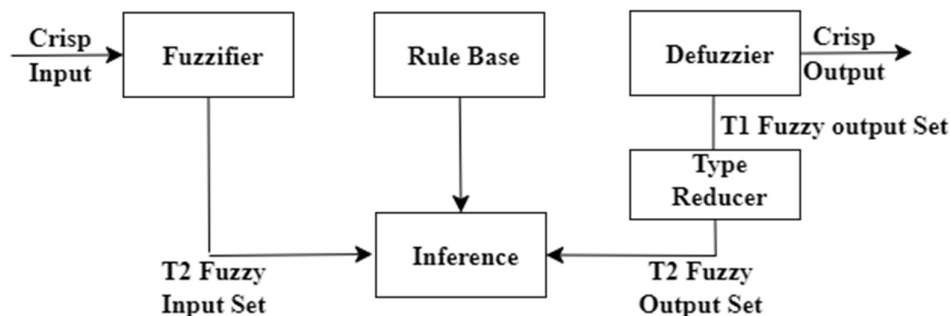 Crisp
Input
Fuzzifier
Rule Base
Defuzzier
Crisp
Output
T1 Fuzzy output Set
Type
Reducer
Inference
T2 Fuzzy
Input Set
T2 Fuzzy
Output Set